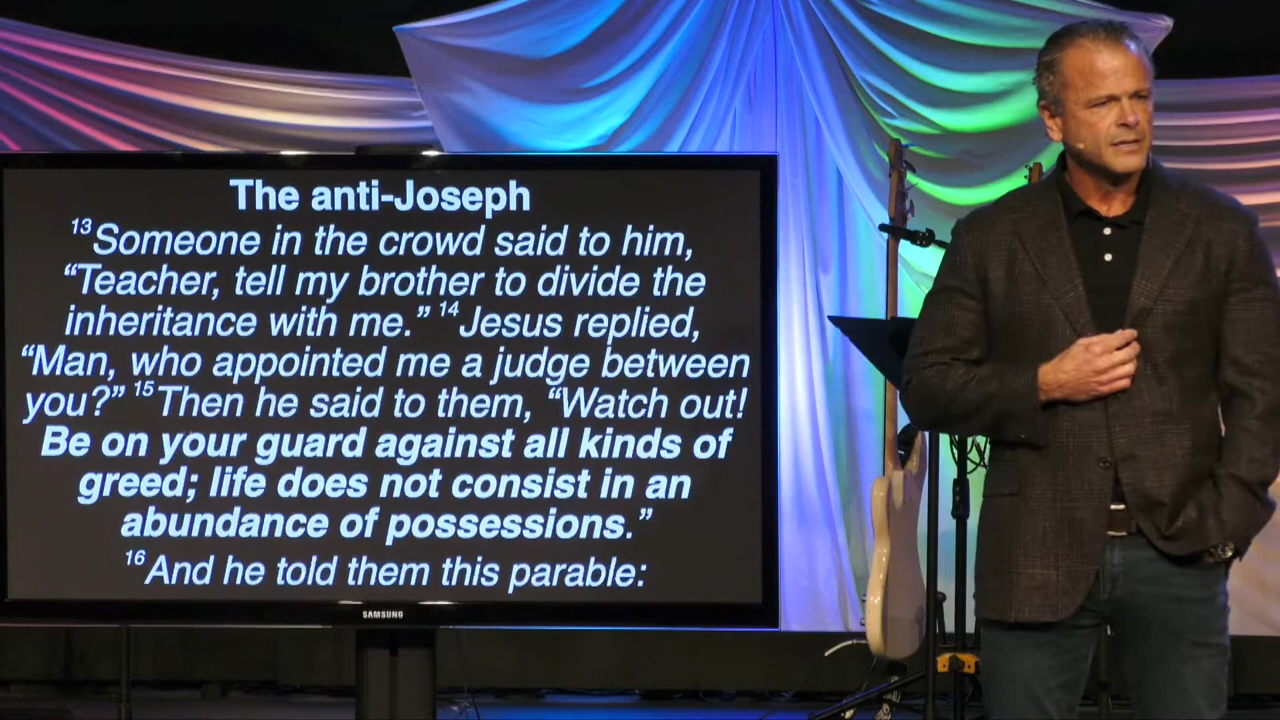 The anti-Joseph
13Someone in the crowd said to him,
“Teacher, tell my brother to divide the
inheritance with me.” 14Jesus replied,
“Man, who appointed me a judge between
you?” 15Then he said to them, “Watch out!
Be on your guard against all kinds of
greed; life does not consist in an
abundance of possessions.”
16And he told them this parable:
SAMSUNG